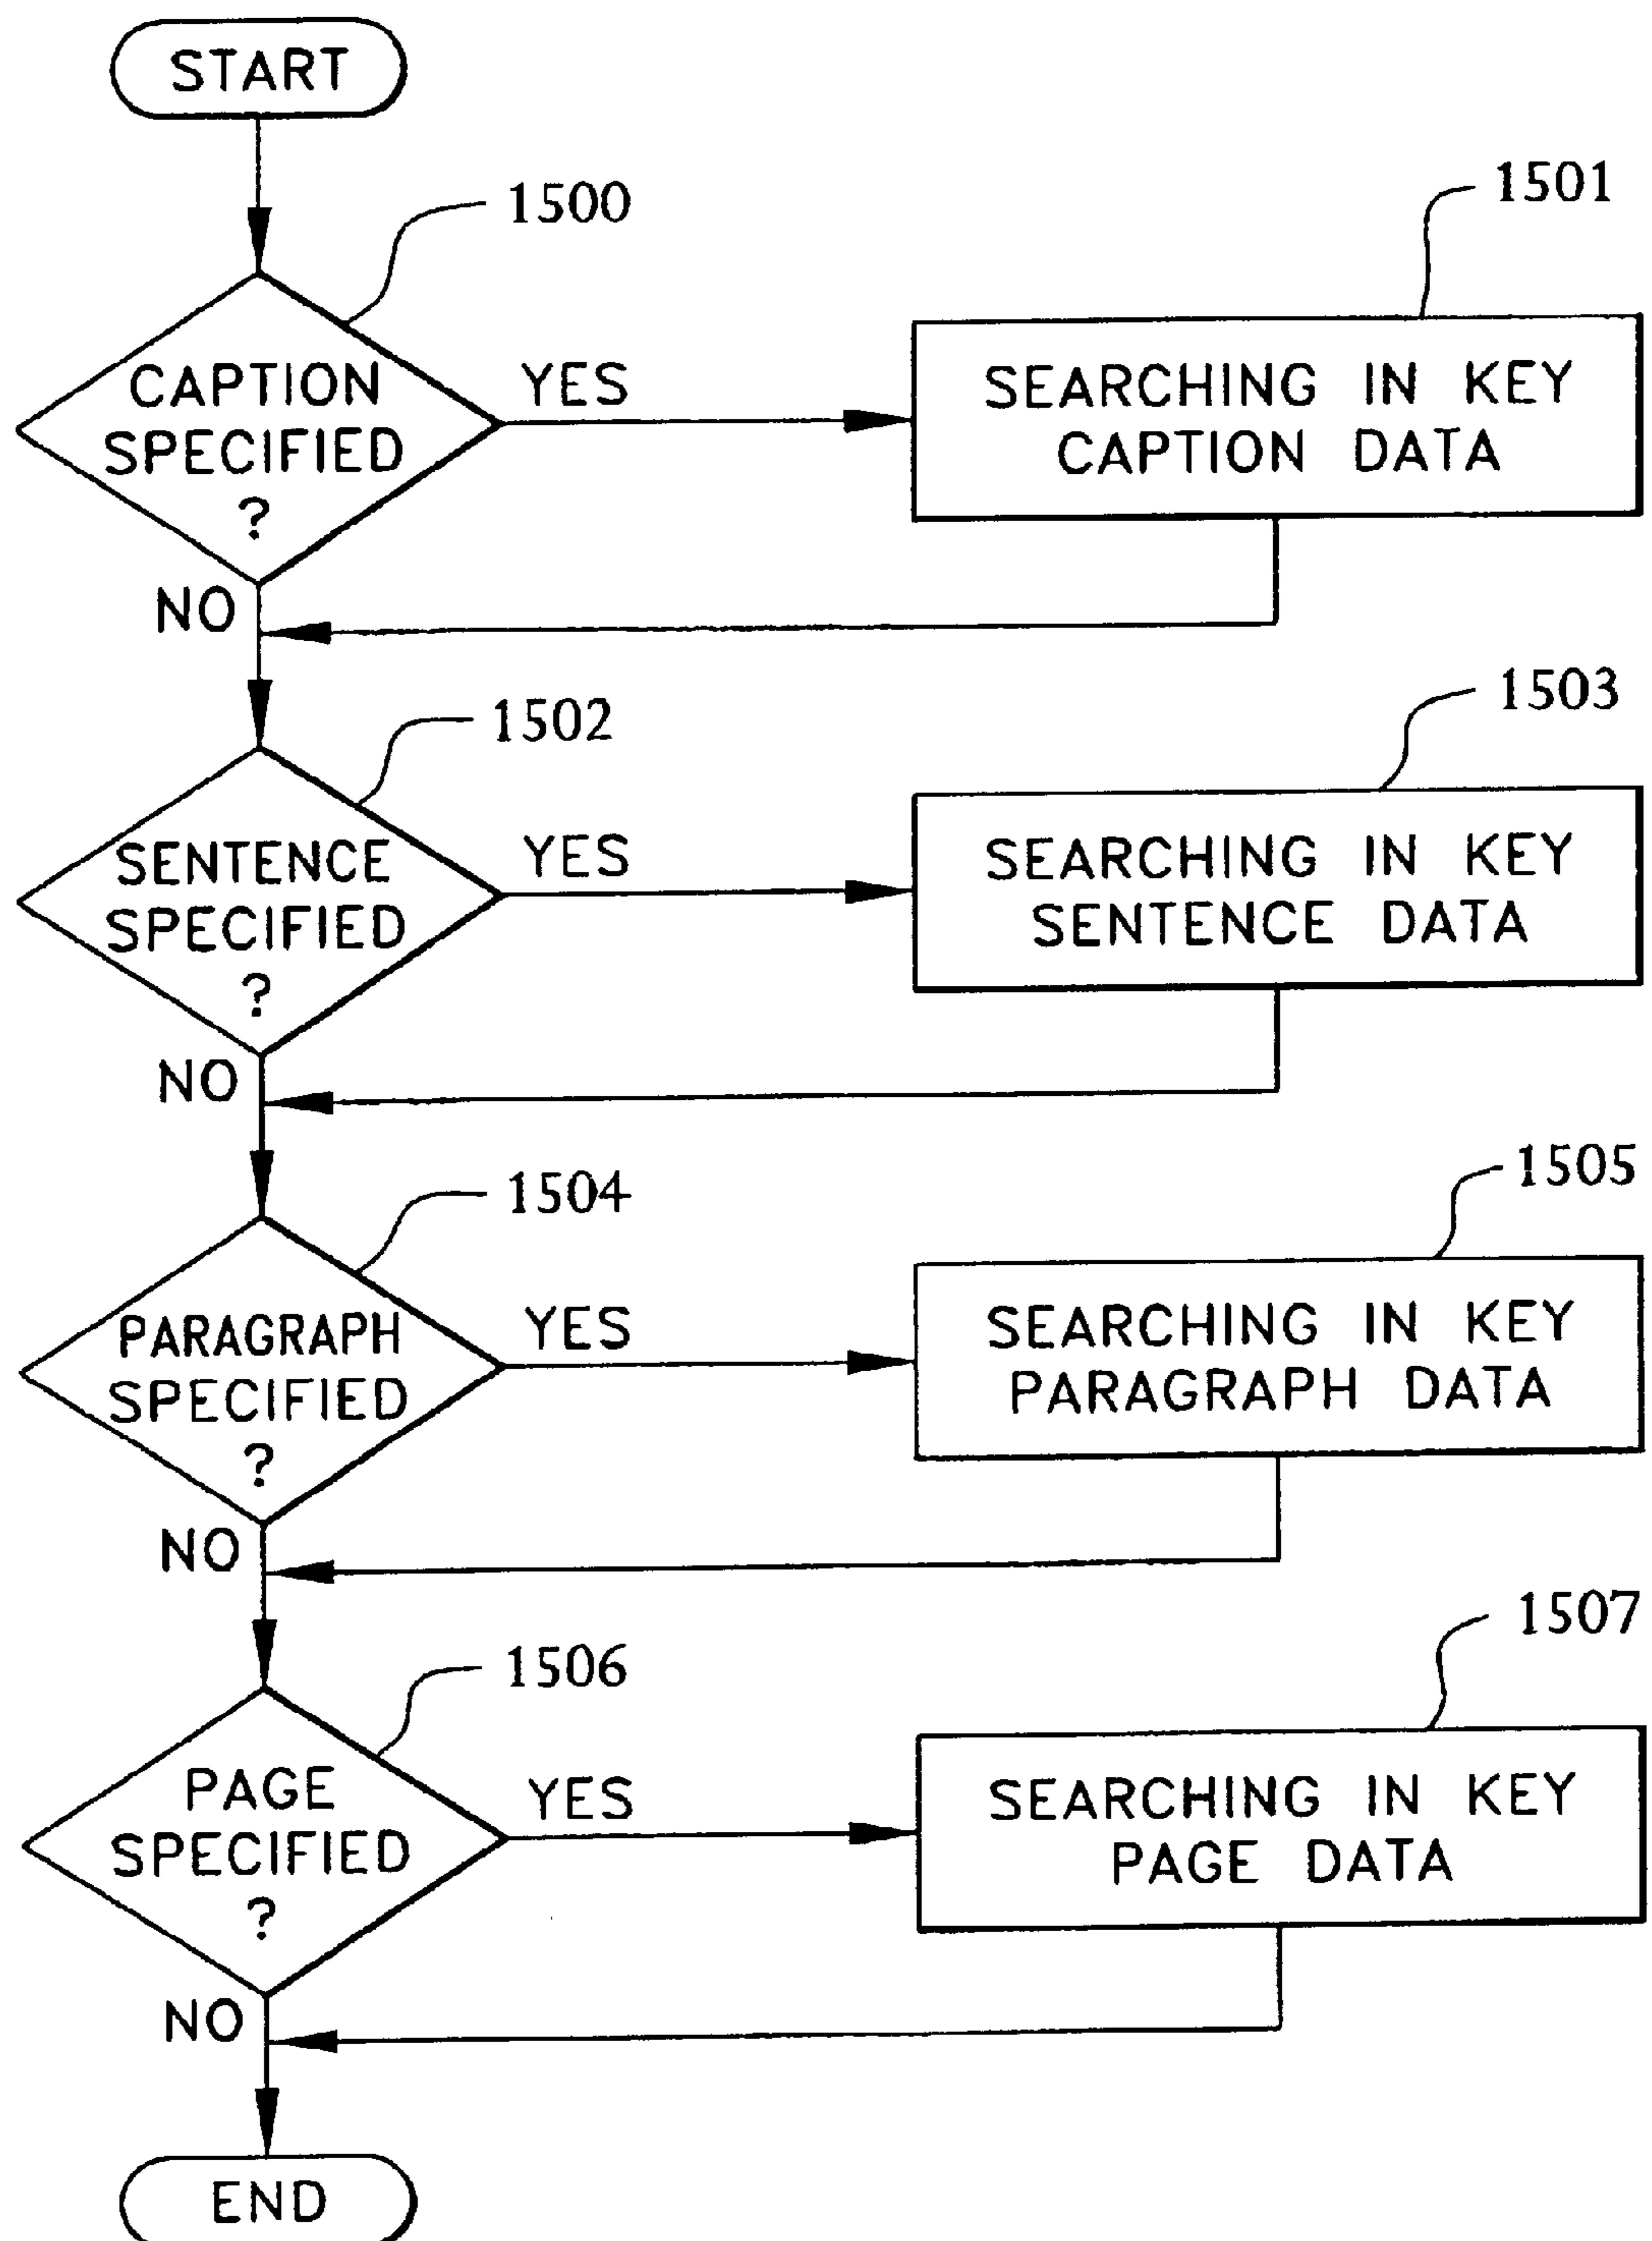 START
1500
1501
CAPTION
SPECIFIED
?
YES
SEARCHING IN KEY
CAPTION DATA
NO
1502
1503
SENTENCE
SPECIFIED
?
YES
SEARCHING IN KEY
SENTENCE DATA
NO
1504
1505
PARAGRAPH
SPECIFIED
?
YES
SEARCHING IN KEY
PARAGRAPH DATA
NO
1506
1507
PAGE
SPECIFIED
?
YES
SEARCHING IN KEY
PAGE DATA
NO
END